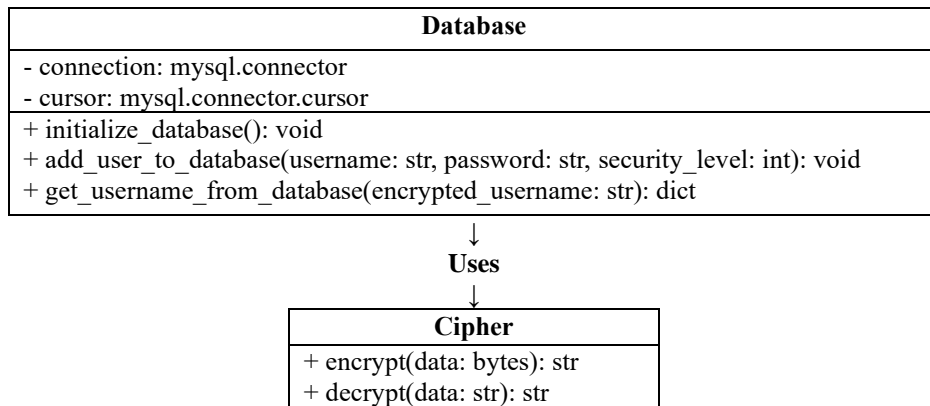 Database
- connection: mysql.connector
- cursor: mysql.connector.cursor
+ initialize_database(): void
+ add_user_to_database(username: str, password: str, security_level: int): void
+ get_username_from_database(encrypted_username: str): dict
↓
Uses
↓
Cipher
+ encrypt(data: bytes): str
+ decrypt(data: str): str